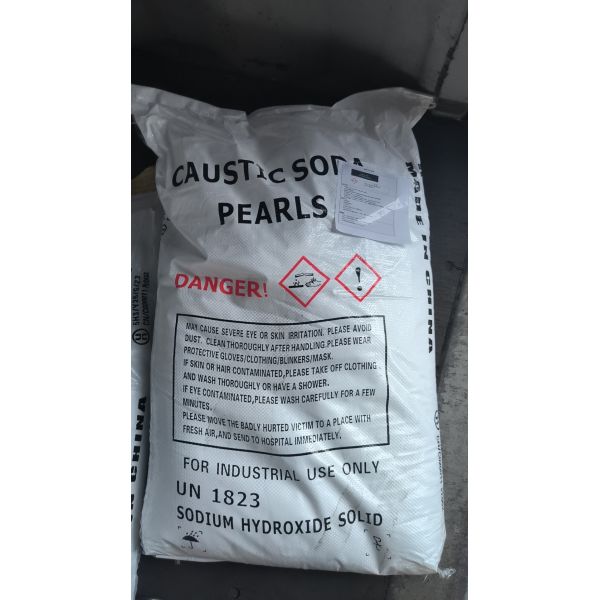 CAUSTIC SODA
PEARLS
MADE IN CHINA
DANGER!
MAY CAUSE SEVERE EYE OR SKIN IRRITATION. PLEASE AVOID
DUST. CLEAN THOROUGHLY AFTER HANDLING.PLEASE WEAR
PROTECTIVE GLOVES/CLOTHING/BLINKERS/MASK.
IF SKIN OR HAIR CONTAMINATED,PLEASE TAKE OFF CLOTHING
AND WASH THOROUGHLY OR HAVE A SHOWER.
IF EYE CONTAMINATED,PLEASE WASH CAREFULLY FOR A FEW
MINUTES.
PLEASE MOVE THE BADLY HURTED VICTIM TO A PLACE WITH
FRESH AIR,AND SEND TO HOSPITAL IMMEDIATELY.
FOR INDUSTRIAL USE ONLY
UN 1823
SODIUM HYDROXIDE SOLID
IN CHINA